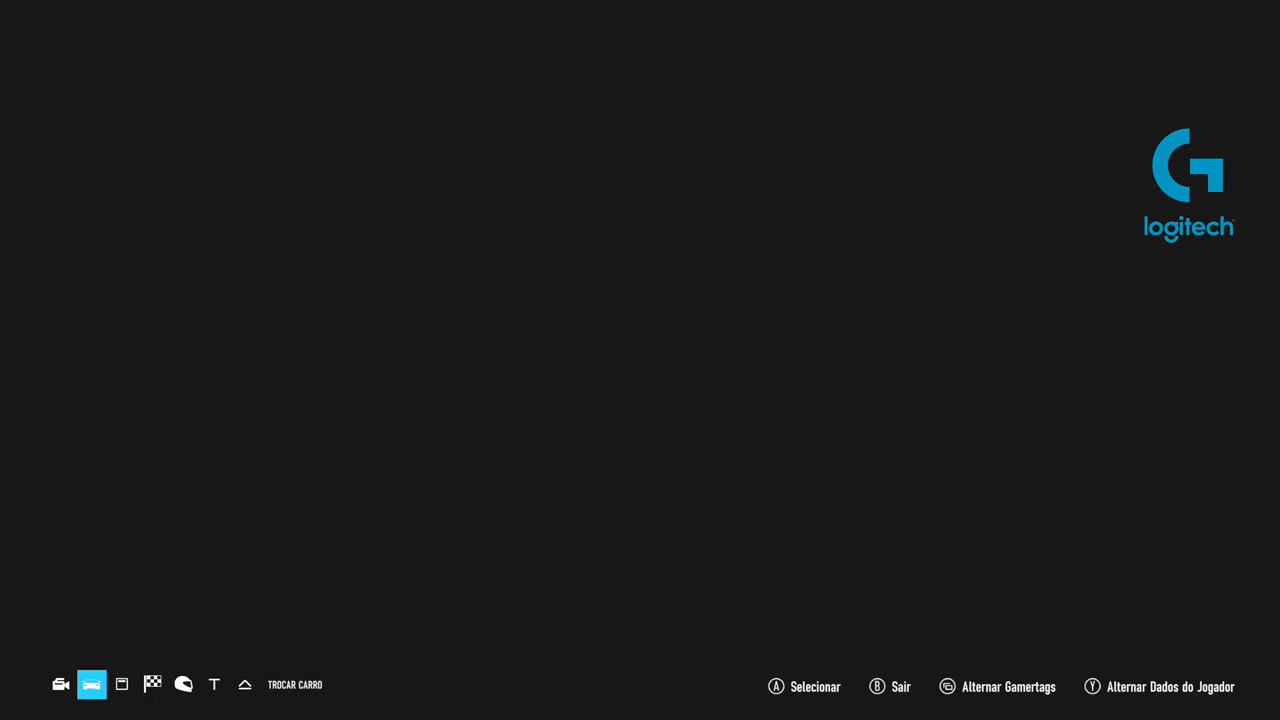 logitech
TROCAR CARRO
A Selecionar
B Sair
Alternar Gamertags
Y Alternar Dados do Jogador